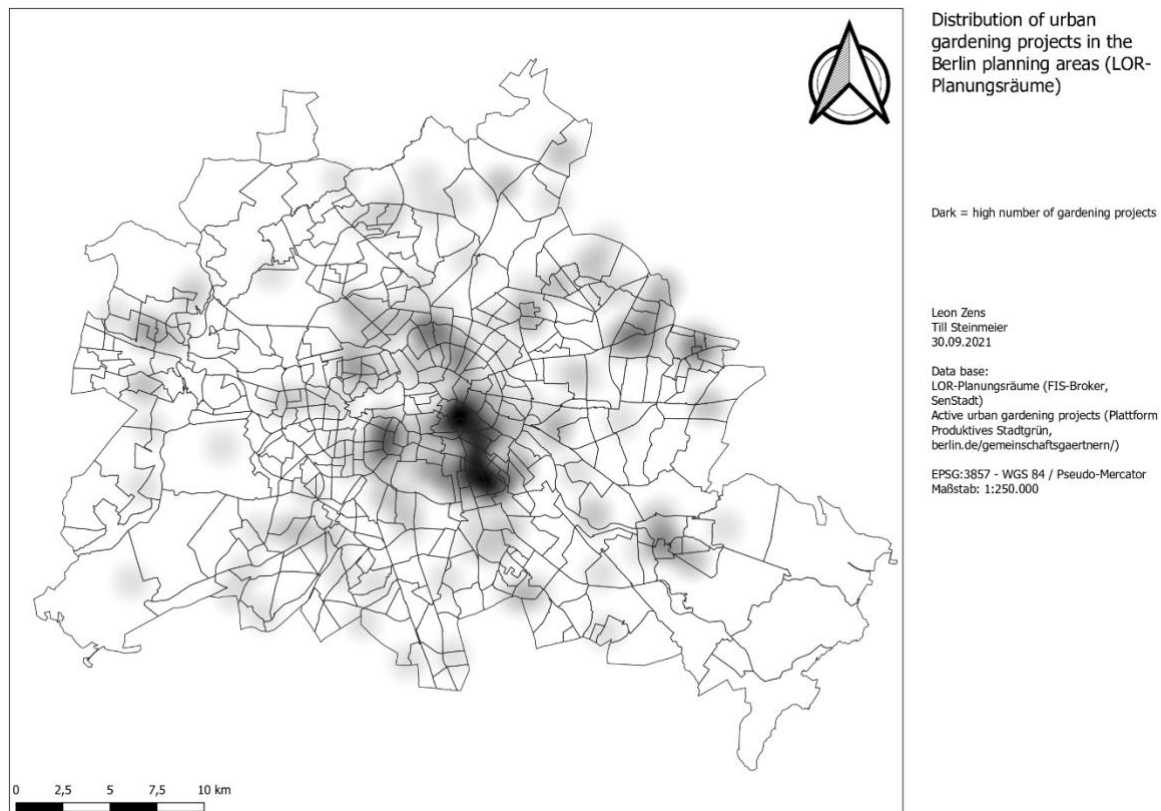 Distribution of urban
gardening projects in the
Berlin planning areas (LOR-
Planungsräume)
Dark = high number of gardening projects
Leon Zens
Till Steinmeier
30.09.2021
Data base:
LOR-Planungsräume (FIS-Broker,
SenStadt)
Active urban gardening projects (Plattform
Produktives Stadtgrün,
berlin.de/gemeinschaftsgaertnern/)
EPSG:3857 - WGS 84 / Pseudo-Mercator
Maßstab: 1:250.000
0 2,5 5 7,5 10 km